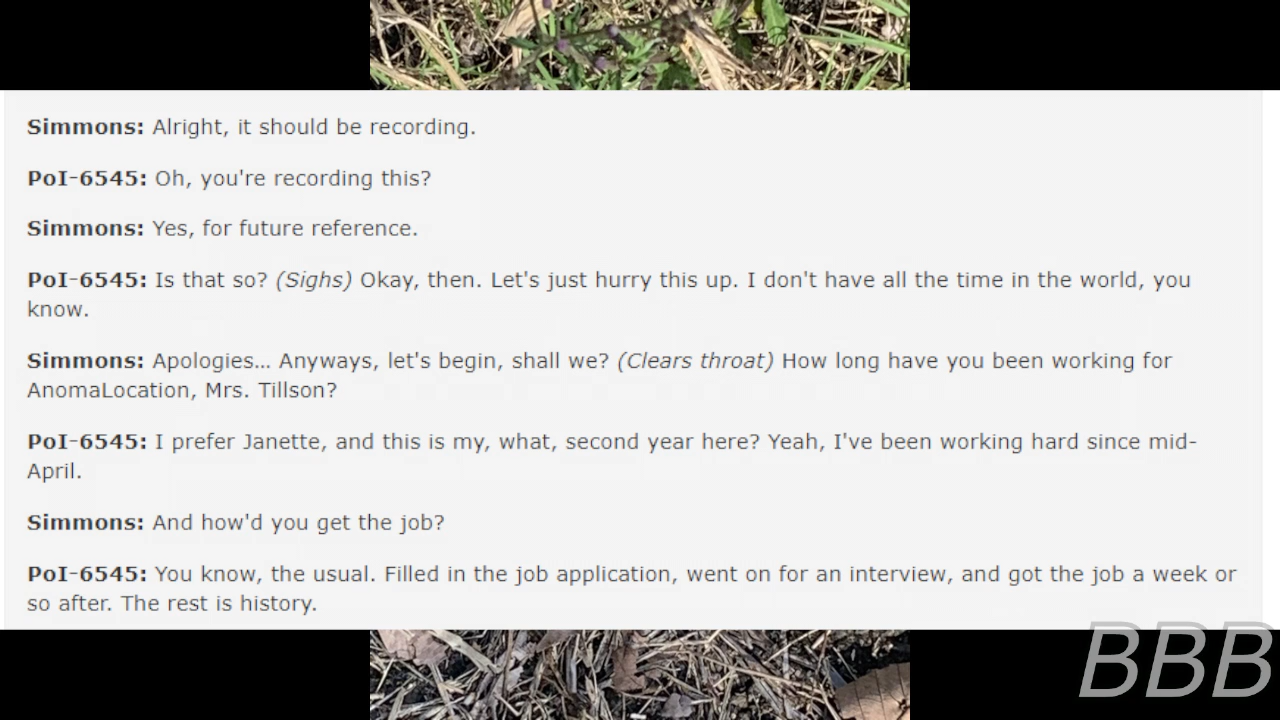 Simmons: Alright, it should be recording.
PoI-6545: Oh, you're recording this?
Simmons: Yes, for future reference.
PoI-6545: Is that so? (Sighs) Okay, then. Let's just hurry this up. I don't have all the time in the world, you
know.
Simmons: Apologies... Anyways, let's begin, shall we? (Clears throat) How long have you been working for
AnomaLocation, Mrs. Tillson?
PoI-6545: I prefer Janette, and this is my, what, second year here? Yeah, I've been working hard since mid-
April.
Simmons: And how'd you get the job?
PoI-6545: You know, the usual. Filled in the job application, went on for an interview, and got the job a week or
so after. The rest is history.
BBB